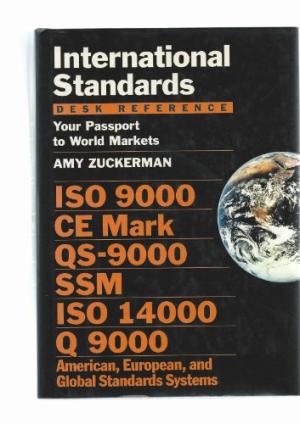 International
Standards
DESK REFERENCE
Your Passport
to World Markets
AMY ZUCKERMAN
ISO 9000
CE Mark
QS-9000
SSM
ISO 14000
Q 9000
American, European, and
Global Standards Systems